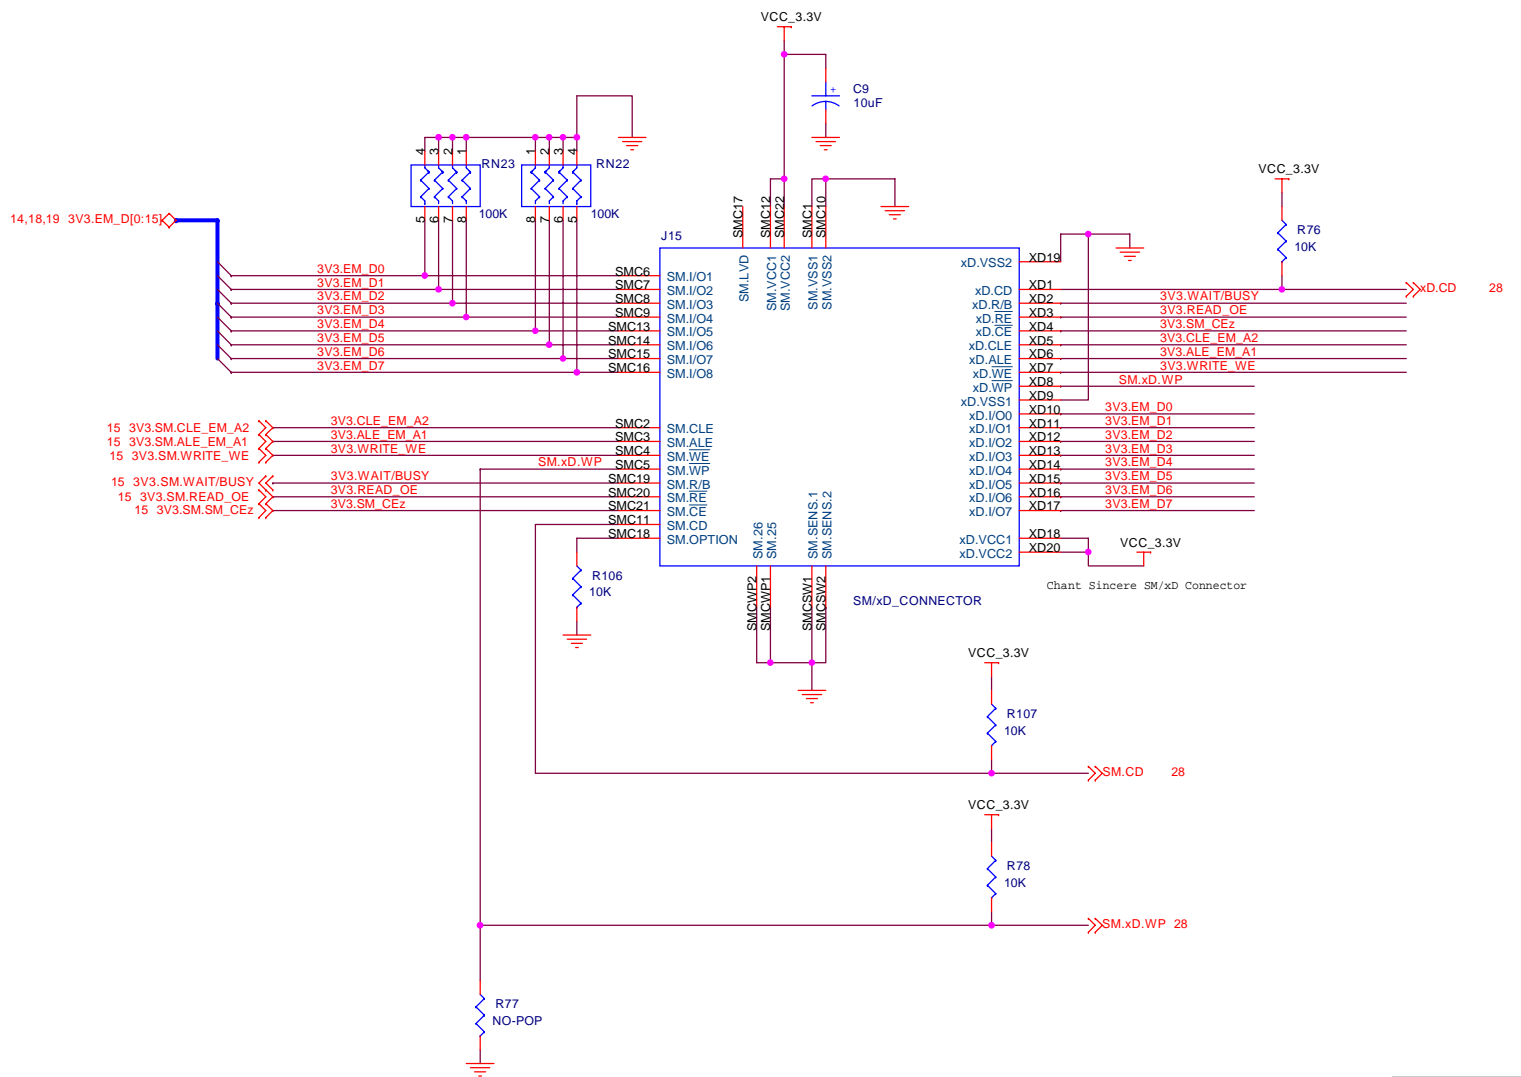 VCC_3.3V
C9
10uF
+
4 3 2 1
1 2 3 4
RN23
RN22
100K
100K
5 6 7 8
8 7 6 5
VCC_3.3V
R76
10K
14,18,19 3V3.EM_D[0:15]
SMC17
SMC12
SMC22
SMC1
SMC10
J15
SM.LVD
SM.VCC1
SM.VCC2
SM.VSS1
SM.VSS2
3V3.EM_D0 SMC6 SM.I/O1
3V3.EM_D1 SMC7 SM.I/O2
3V3.EM_D2 SMC8 SM.I/O3
3V3.EM_D3 SMC9 SM.I/O4
3V3.EM_D4 SMC13 SM.I/O5
3V3.EM_D5 SMC14 SM.I/O6
3V3.EM_D6 SMC15 SM.I/O7
3V3.EM_D7 SMC16 SM.I/O8
15 3V3.SM.CLE_EM_A2 3V3.CLE_EM_A2 SMC2 SM.CLE
15 3V3.SM.ALE_EM_A1 3V3.ALE_EM_A1 SMC3 SM.ALE
15 3V3.SM.WRITE_WE 3V3.WRITE_WE SMC4 SM.WE
SM.xD.WP SMC5 SM.WP
15 3V3.SM.WAIT/BUSY 3V3.WAIT/BUSY SMC19 SM.R/B
15 3V3.SM.READ_OE 3V3.READ_OE SMC20 SM.RE
15 3V3.SM.SM_CEz 3V3.SM_CEz SMC21 SM.CE
SMC11 SM.CD
SMC18 SM.OPTION
xD.VSS2 XD19
xD.CD XD1 xD.CD 28
xD.R/B XD2 3V3.WAIT/BUSY
xD.RE XD3 3V3.READ_OE
xD.CE XD4 3V3.SM_CEz
xD.CLE XD5 3V3.CLE_EM_A2
xD.ALE XD6 3V3.ALE_EM_A1
xD.WE XD7 3V3.WRITE_WE
xD.WP XD8 SM.xD.WP
xD.VSS1 XD9
xD.I/O0 XD10 3V3.EM_D0
xD.I/O1 XD11 3V3.EM_D1
xD.I/O2 XD12 3V3.EM_D2
xD.I/O3 XD13 3V3.EM_D3
xD.I/O4 XD14 3V3.EM_D4
xD.I/O5 XD15 3V3.EM_D5
xD.I/O6 XD16 3V3.EM_D6
xD.I/O7 XD17 3V3.EM_D7
xD.VCC1 XD18
xD.VCC2 XD20
VCC_3.3V
SM.26
SM.25
SM.SENS.1
SM.SENS.2
SMCWP2
SMCWP1
SMCSW1
SMCSW2
R106
10K
Chant Sincere SM/xD Connector
SM/xD_CONNECTOR
VCC_3.3V
R107
10K
SM.CD 28
VCC_3.3V
R78
10K
SM.xD.WP 28
R77
NO-POP